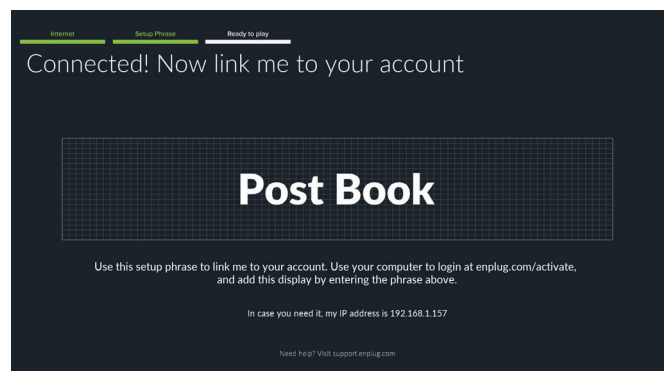 Internet Setup Phrase Ready to play
Connected! Now link me to your account
Post Book
Use this setup phrase to link me to your account. Use your computer to login at enplug.com/activate,
and add this display by entering the phrase above.
In case you need it, my IP address is 192.168.1.157
Need help? Visit support.enplug.com